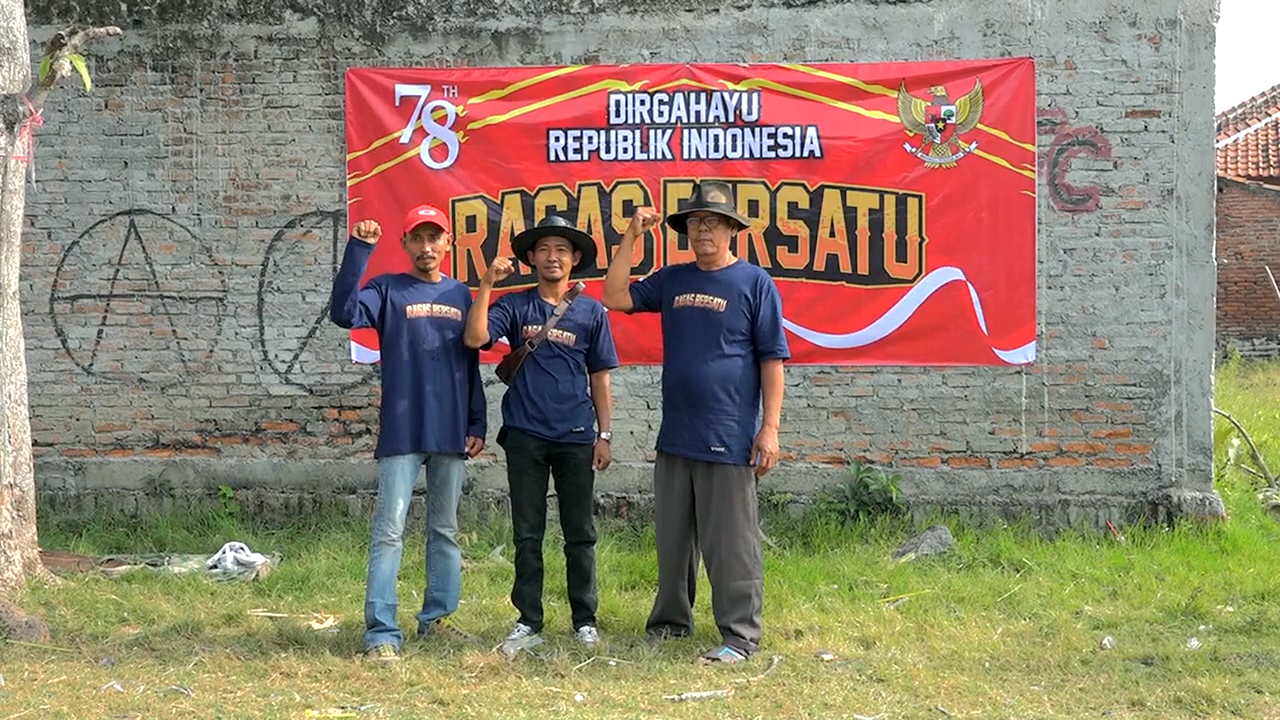 78TH
DIRGAHAYU
REPUBLIK INDONESIA
RAGAS BERSATU
RAGAS BERSATU
RAGAS BERSATU
RAGAS BERSATU